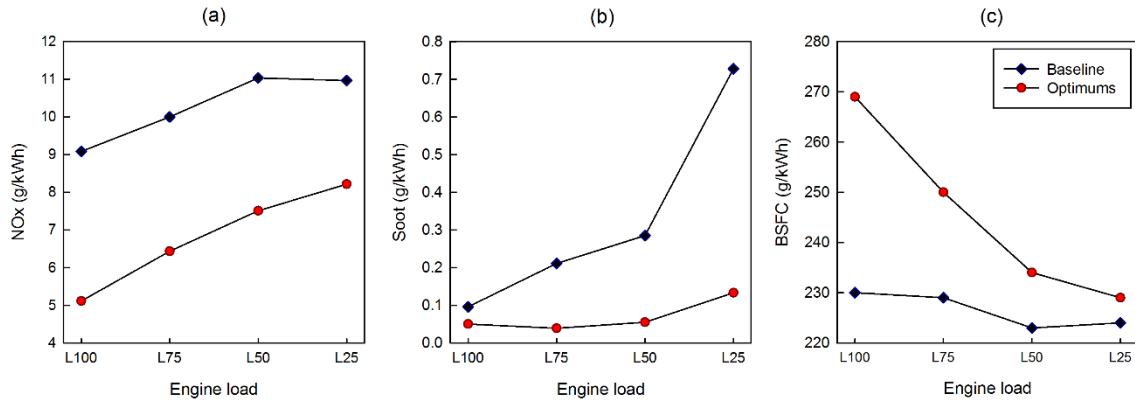 (a)
NOx (g/kWh)
12
11
10
9
8
7
6
5
4
L100
L75
L50
L25
Engine load
(b)
Soot (g/kWh)
0.8
0.7
0.6
0.5
0.4
0.3
0.2
0.1
0.0
L100
L75
L50
L25
Engine load
(c)
BSFC (g/kWh)
280
270
260
250
240
230
220
L100
L75
L50
L25
Engine load
Baseline
Optimums